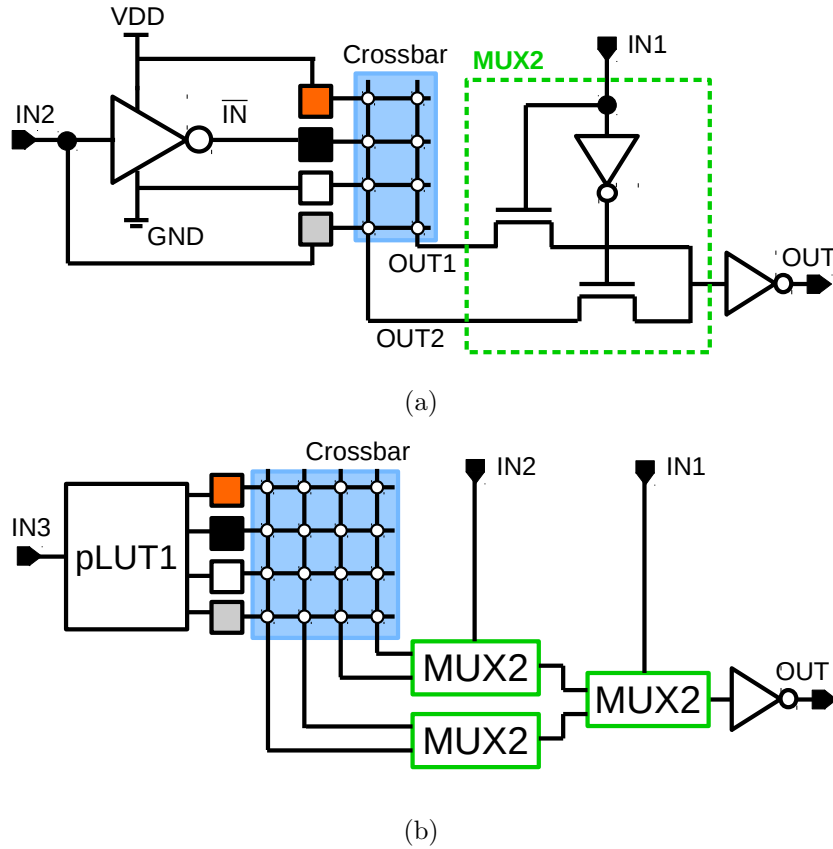 VDD
Crossbar
IN1
MUX2
IN2
IN
GND
OUT1
OUT
OUT2
(a)
Crossbar
IN2
IN1
IN3
pLUT1
MUX2
MUX2
OUT
MUX2
(b)